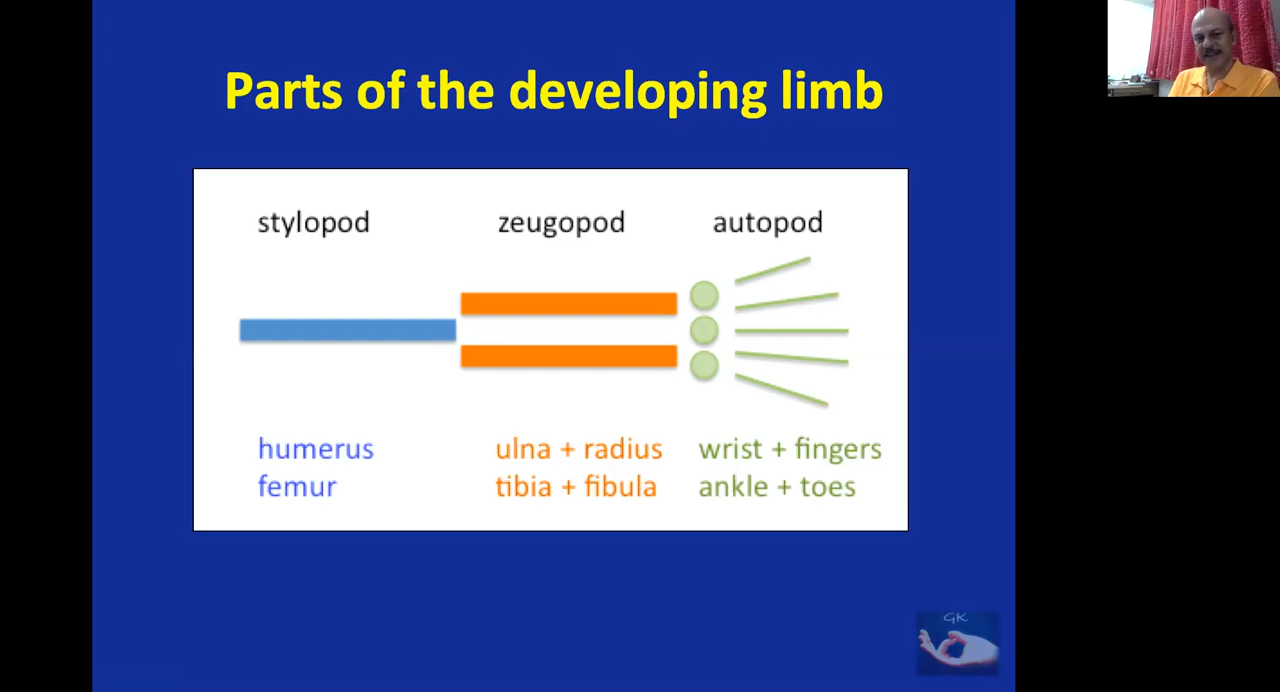 Parts of the developing limb
stylopod zeugopod autopod
humerus ulna + radius wrist + fingers
femur tibia + fibula ankle + toes
GK